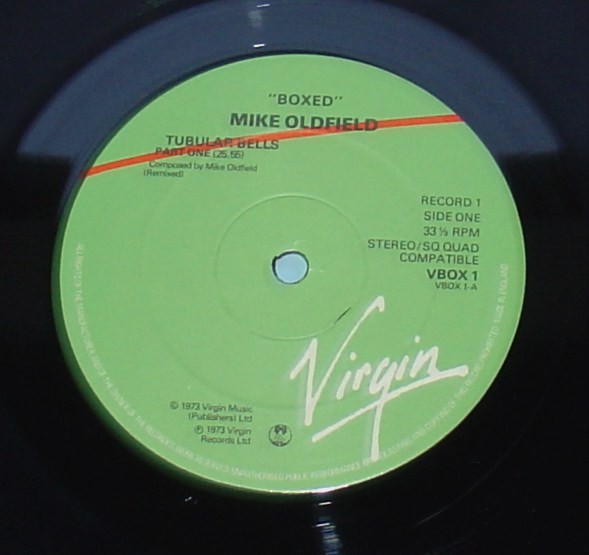 "BOXED"
MIKE OLDFIELD
TUBULAR BELLS
PART ONE (25.55)
Composed by Mike Oldfield
(Remixed)
RECORD 1
SIDE ONE
33⅓ RPM
STEREO/SQ QUAD
COMPATIBLE
VBOX 1
VBOX 1-A
Virgin
© 1973 Virgin Music
(Publishers) Ltd
℗ 1973 Virgin
Records Ltd